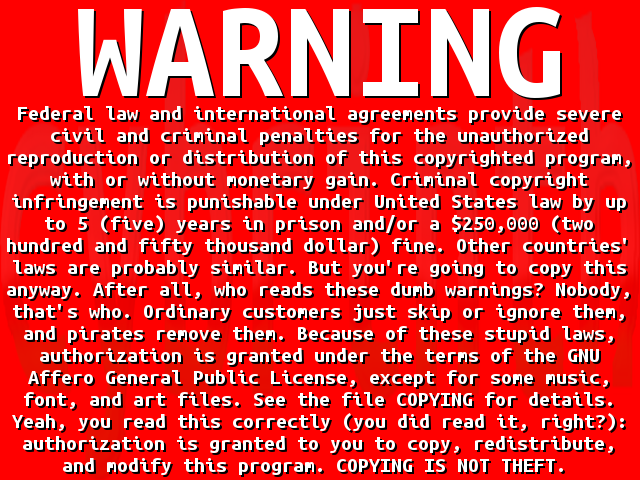 WARNING
Federal law and international agreements provide severe
civil and criminal penalties for the unauthorized
reproduction or distribution of this copyrighted program,
with or without monetary gain. Criminal copyright
infringement is punishable under United States law by up
to 5 (five) years in prison and/or a $250,000 (two
hundred and fifty thousand dollar) fine. Other countries'
laws are probably similar. But you're going to copy this
anyway. After all, who reads these dumb warnings? Nobody,
that's who. Ordinary customers just skip or ignore them,
and pirates remove them. Because of these stupid laws,
authorization is granted under the terms of the GNU
Affero General Public License, except for some music,
font, and art files. See the file COPYING for details.
Yeah, you read this correctly (you did read it, right?):
authorization is granted to you to copy, redistribute,
and modify this program. COPYING IS NOT THEFT.